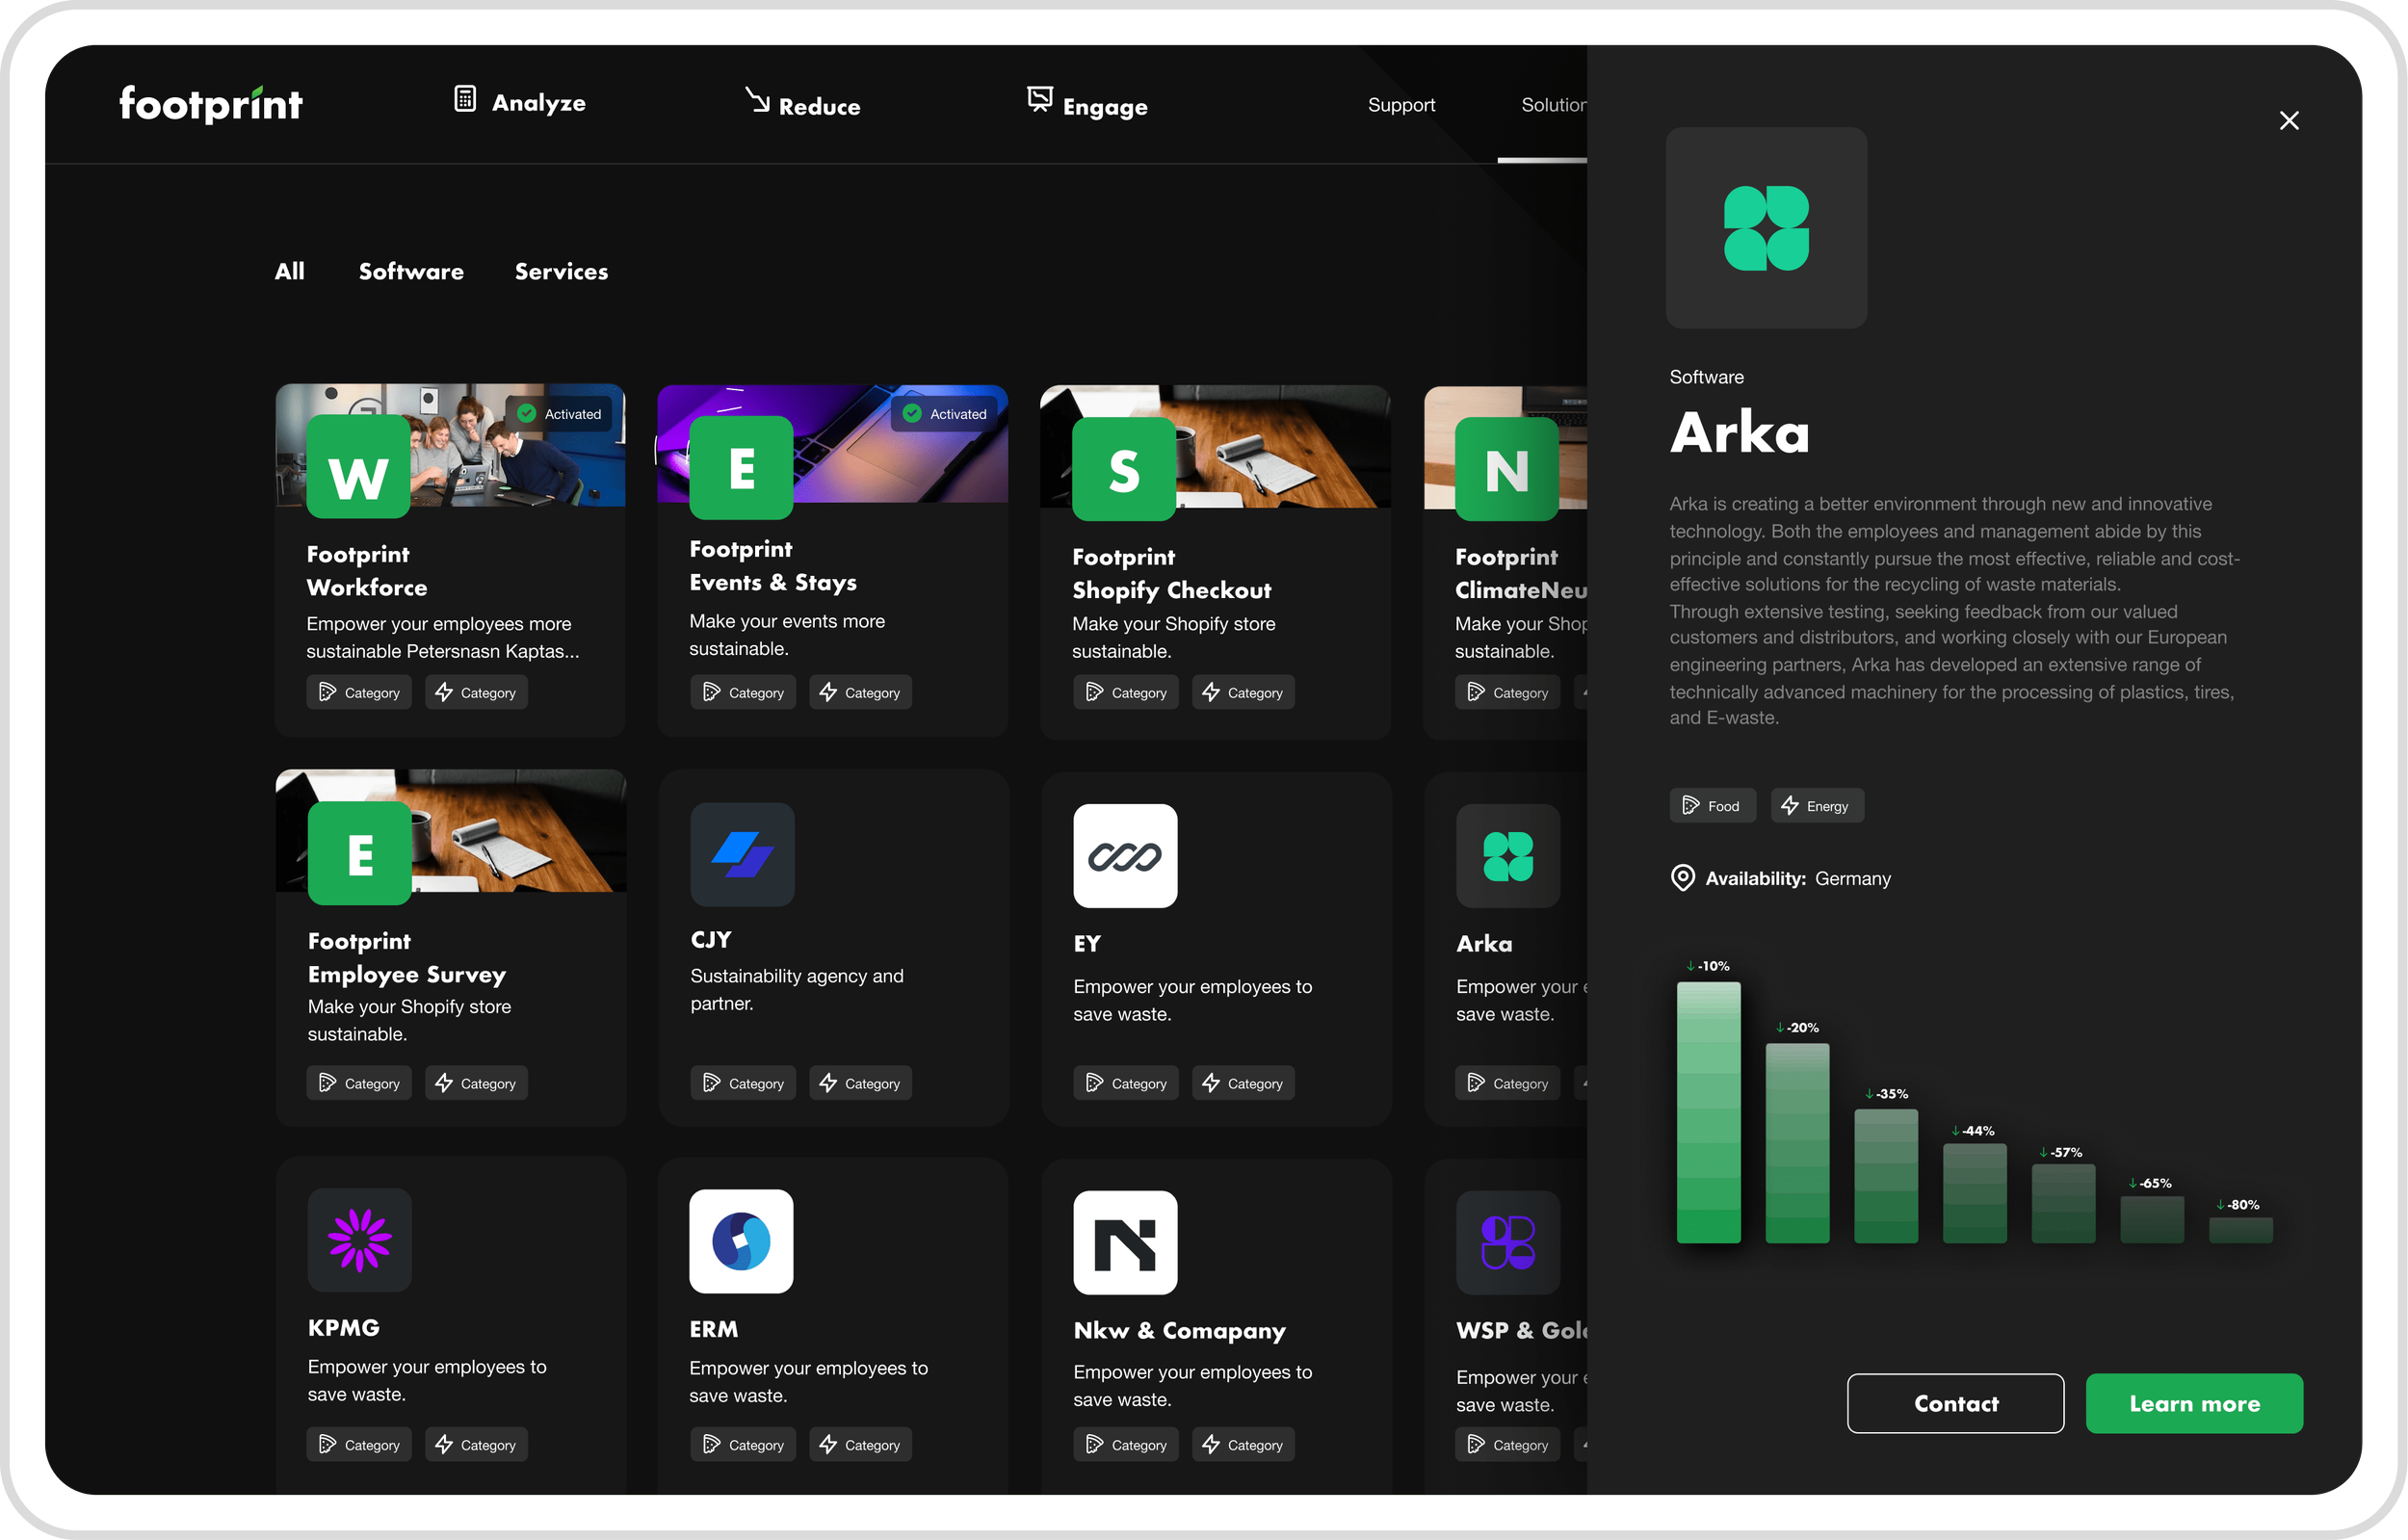 footprint
Analyze
Reduce
Engage
Support
Solution
All
Software
Services
W
Activated
Footprint
Workforce
Empower your employees more
sustainable Petersnasn Kaptas...
Category
Category
E
Activated
Footprint
Events & Stays
Make your events more
sustainable.
Category
Category
S
Footprint
Shopify Checkout
Make your Shopify store
sustainable.
Category
Category
N
Footprint
ClimateNeu
Make your Shop
sustainable.
Category
E
Footprint
Employee Survey
Make your Shopify store
sustainable.
Category
Category
CJY
Sustainability agency and
partner.
Category
Category
EY
Empower your employees to
save waste.
Category
Category
Arka
Empower your e
save waste.
Category
KPMG
Empower your employees to
save waste.
Category
Category
ERM
Empower your employees to
save waste.
Category
Category
Nkw & Comapany
Empower your employees to
save waste.
Category
Category
WSP & Gol
Empower your e
save waste.
Category
Software
Arka
Arka is creating a better environment through new and innovative
technology. Both the employees and management abide by this
principle and constantly pursue the most effective, reliable and cost-
effective solutions for the recycling of waste materials.
Through extensive testing, seeking feedback from our valued
customers and distributors, and working closely with our European
engineering partners, Arka has developed an extensive range of
technically advanced machinery for the processing of plastics, tires,
and E-waste.
Food
Energy
Availability: Germany
-10%
-20%
-35%
-44%
-57%
-65%
-80%
Contact
Learn more